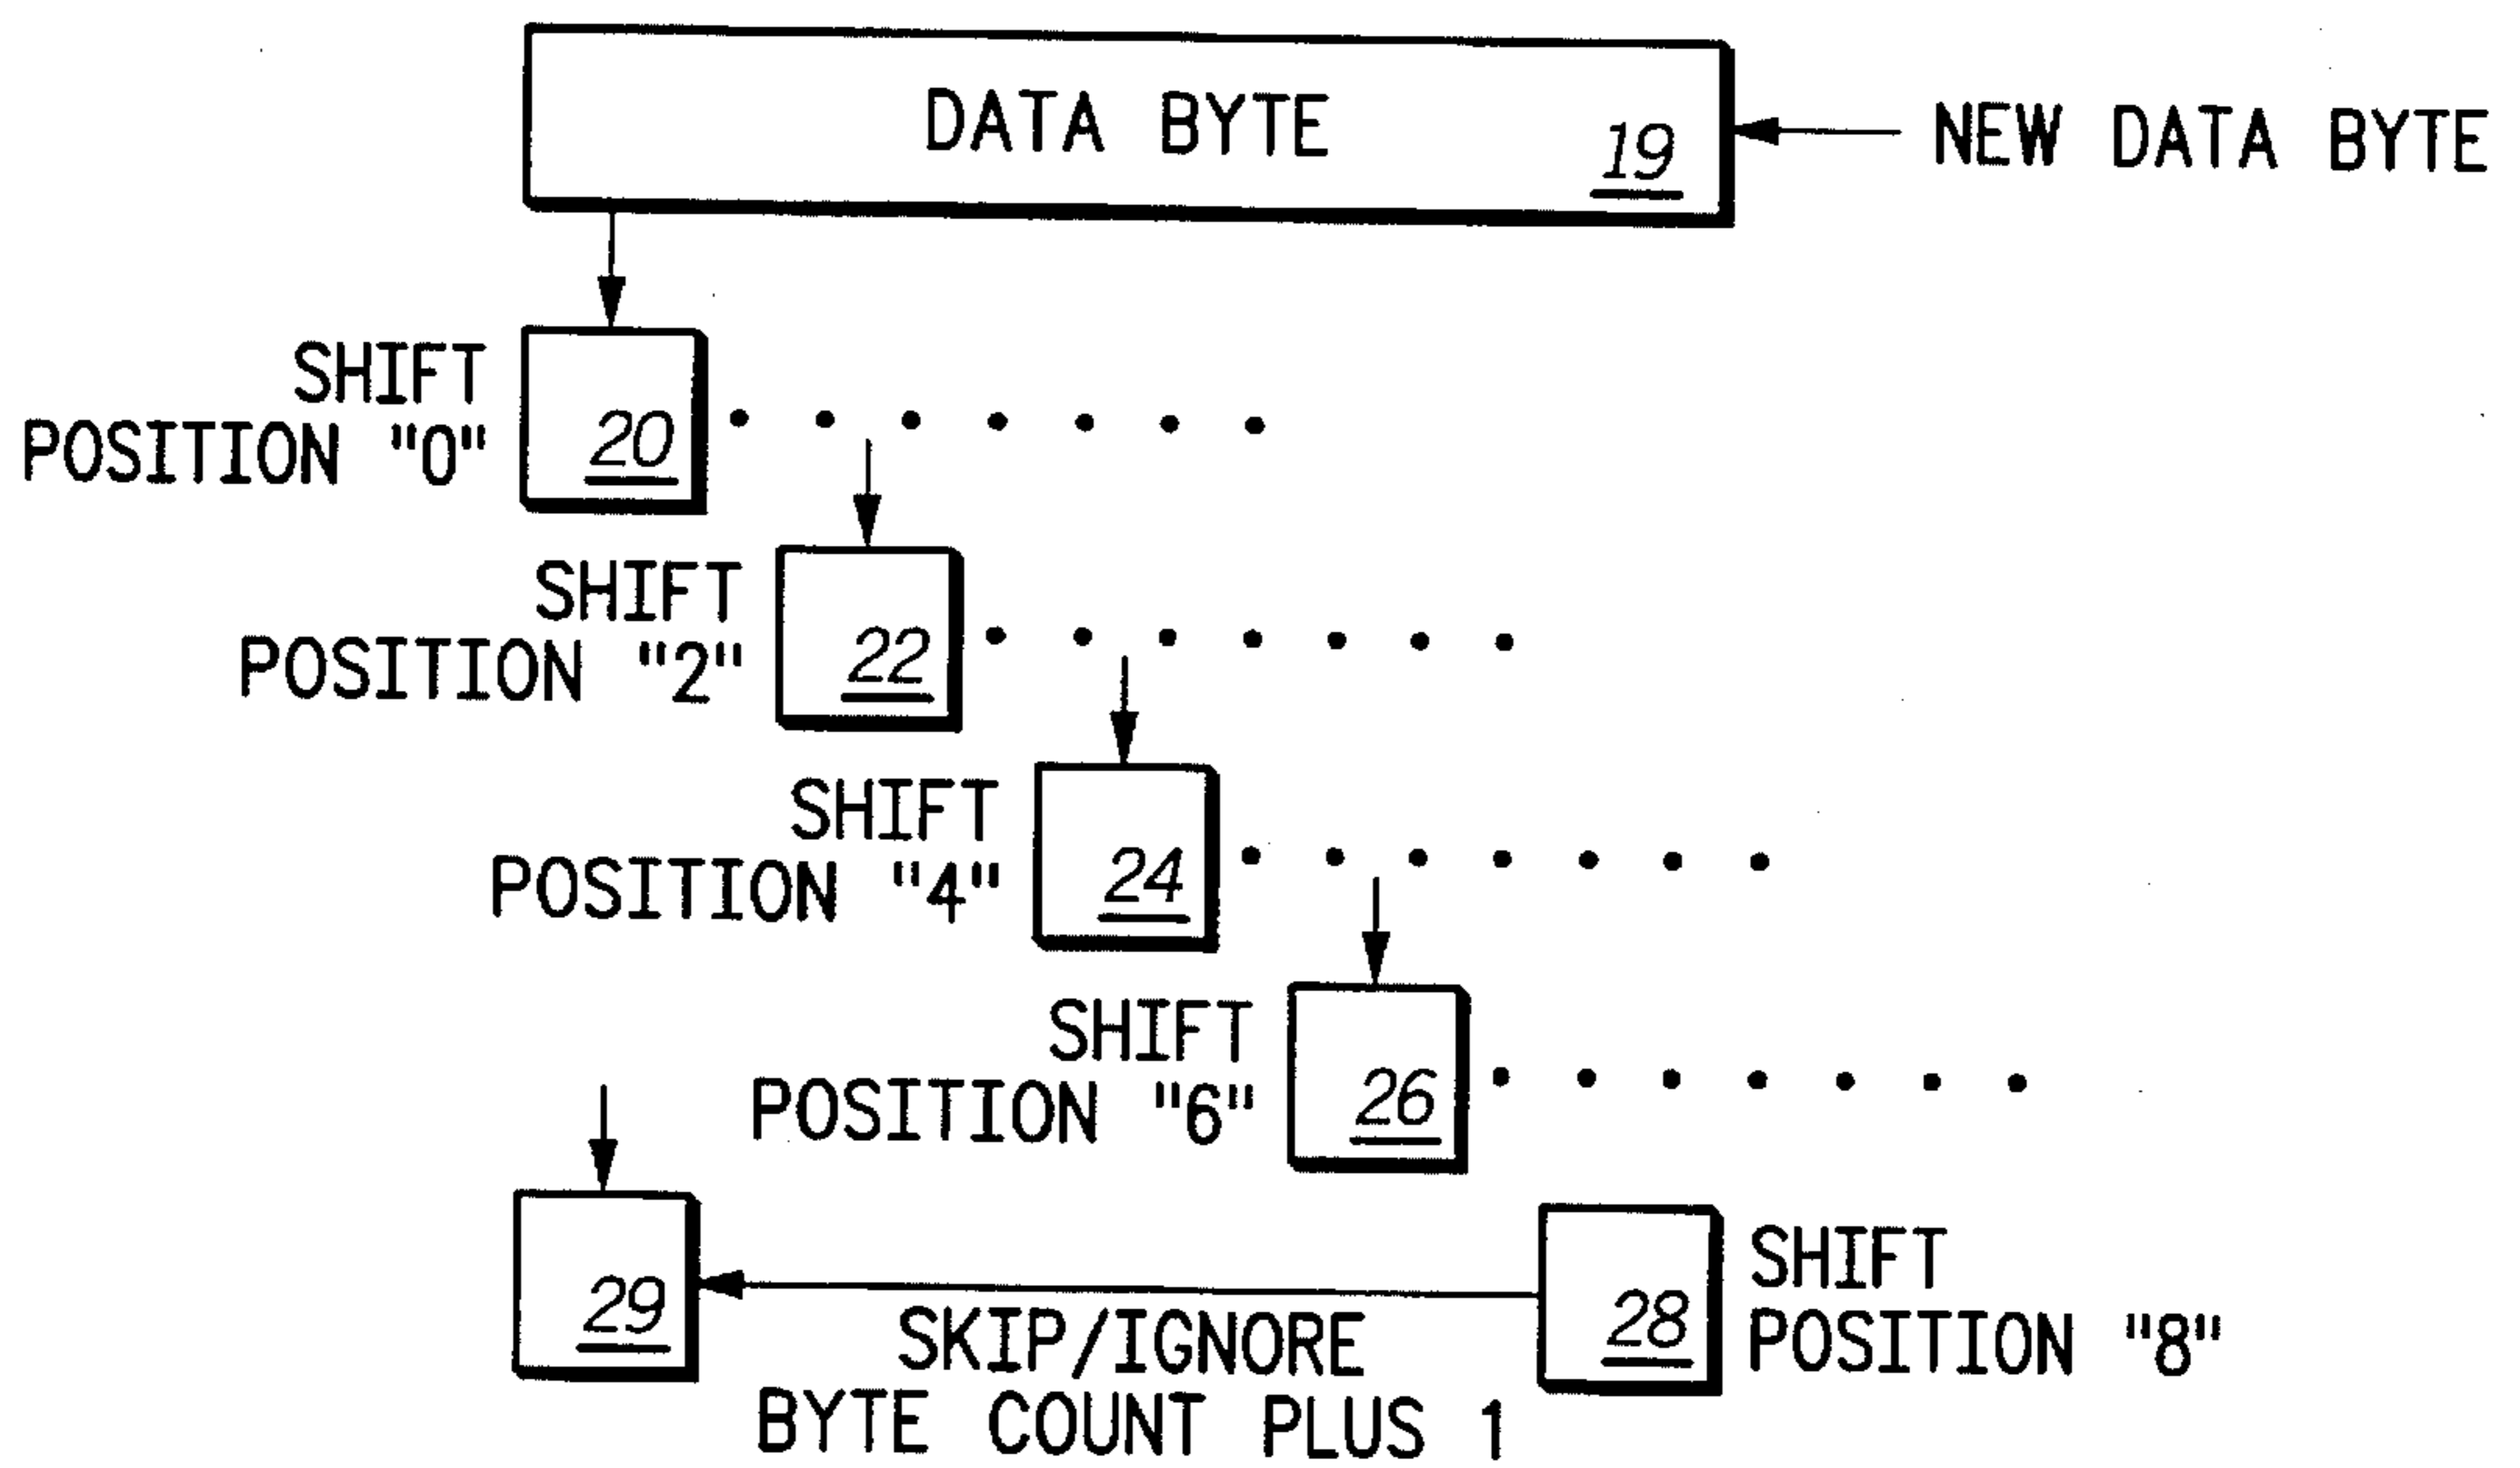 DATA BYTE
19
NEW DATA BYTE
SHIFT
POSITION "0"
20
SHIFT
POSITION "2"
22
SHIFT
POSITION "4"
24
SHIFT
POSITION "6"
26
29
SKIP/IGNORE
BYTE COUNT PLUS 1
28
SHIFT
POSITION "8"